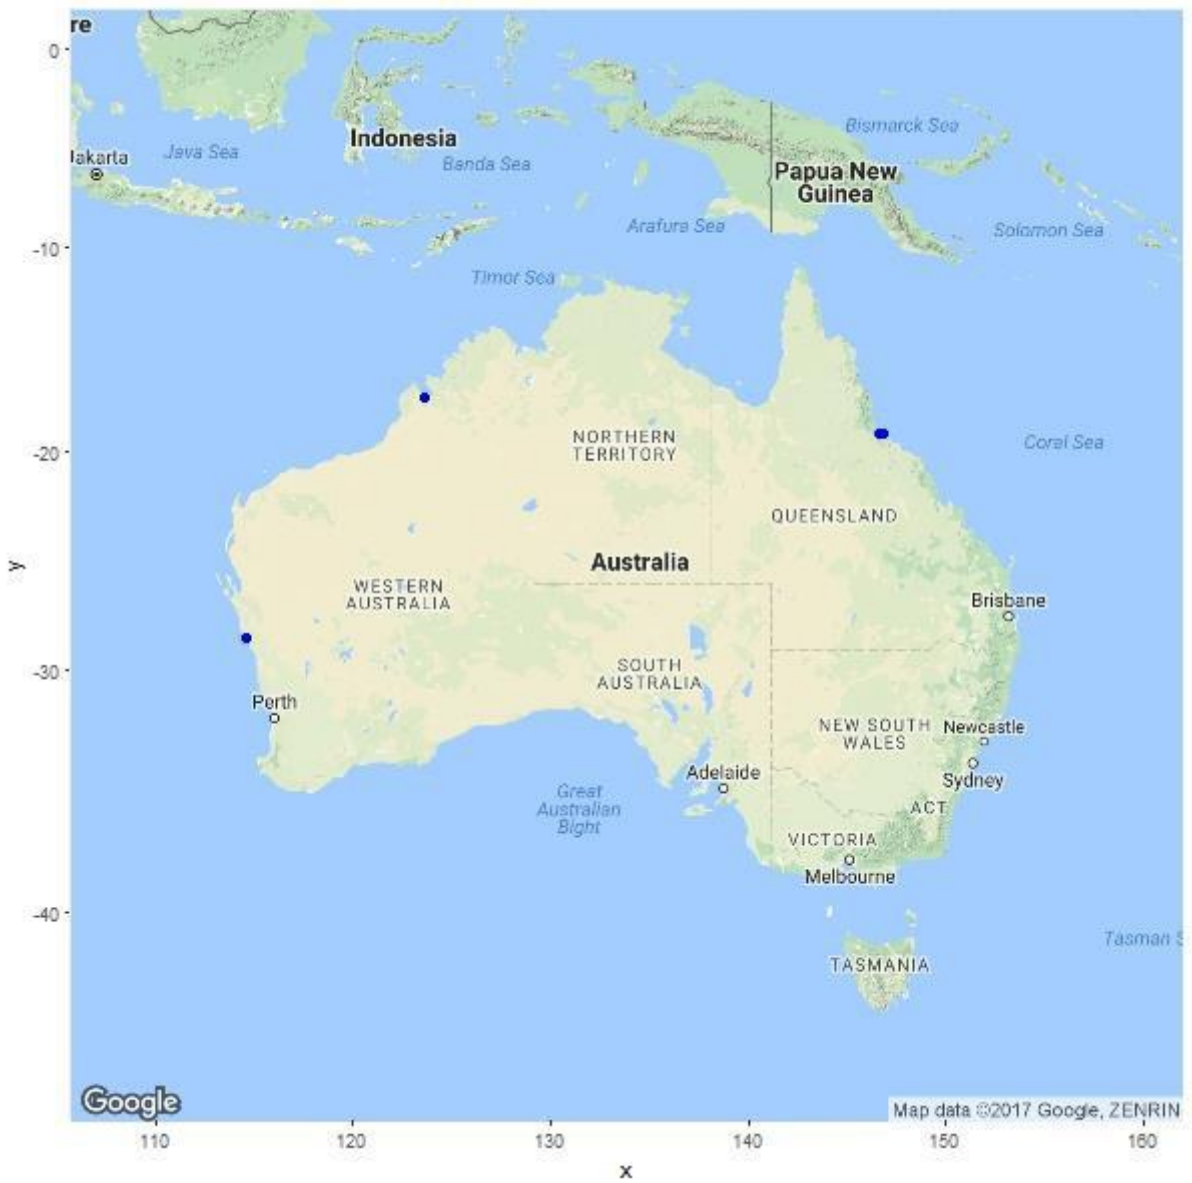 re
0
Bismarck Sea
Indonesia
Java Sea
Jakarta
Banda Sea
Papua New
Guinea
Arafura Sea
Solomon Sea
-10
Timor Sea
NORTHERN
TERRITORY
Coral Sea
-20
QUEENSLAND
Australia
y
WESTERN
AUSTRALIA
Brisbane
SOUTH
AUSTRALIA
-30
Perth
NEW SOUTH
WALES
Newcastle
Adelaide
Sydney
Great
Australian
Bight
ACT
VICTORIA
Melbourne
-40
Tasman S
TASMANIA
Google
Map data ©2017 Google, ZENRIN
110 120 130 140 150 160
x